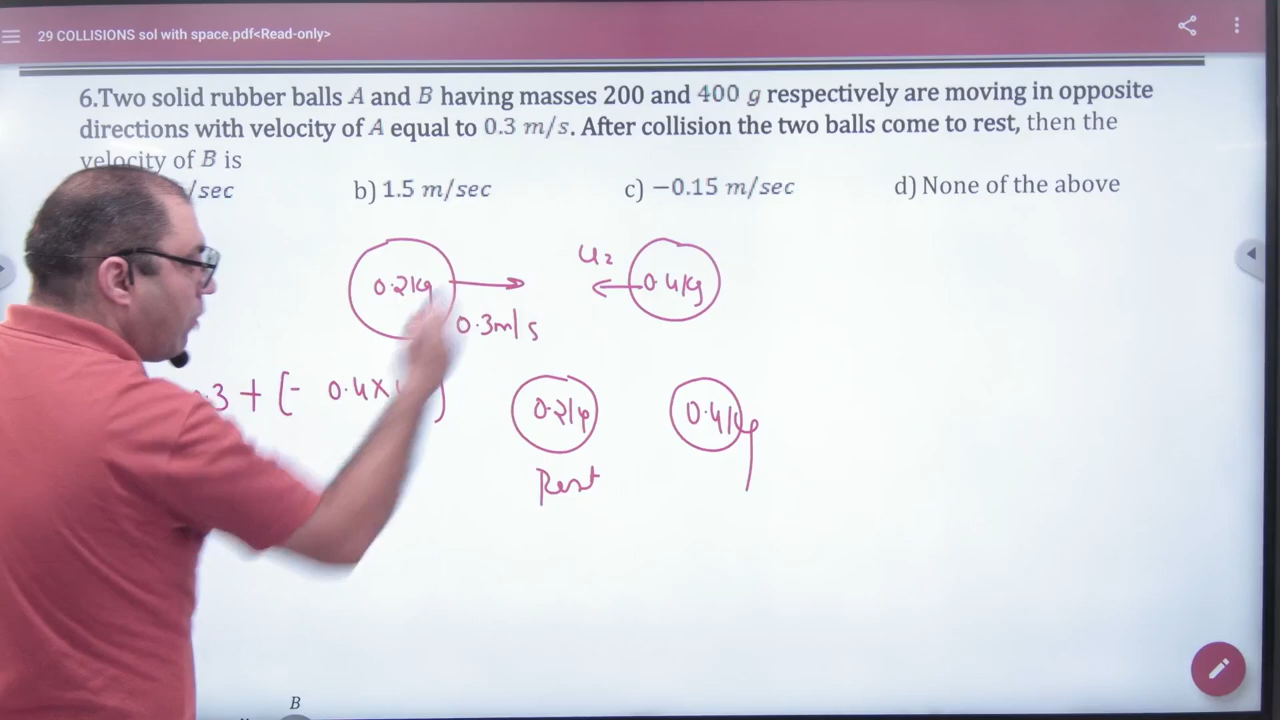 29 COLLISIONS sol with space.pdf<Read-only>
6.Two solid rubber balls A and B having masses 200 and 400 g respectively are moving in opposite
directions with velocity of A equal to 0.3 m/s. After collision the two balls come to rest, then the
velocity of B is
/sec b) 1.5 m/sec c) −0.15 m/sec d) None of the above
0.2kg
u₂
0.4kg
0.3m/s
.3 + [- 0.4×
)
0.2kg
0.4kg
Rest
B